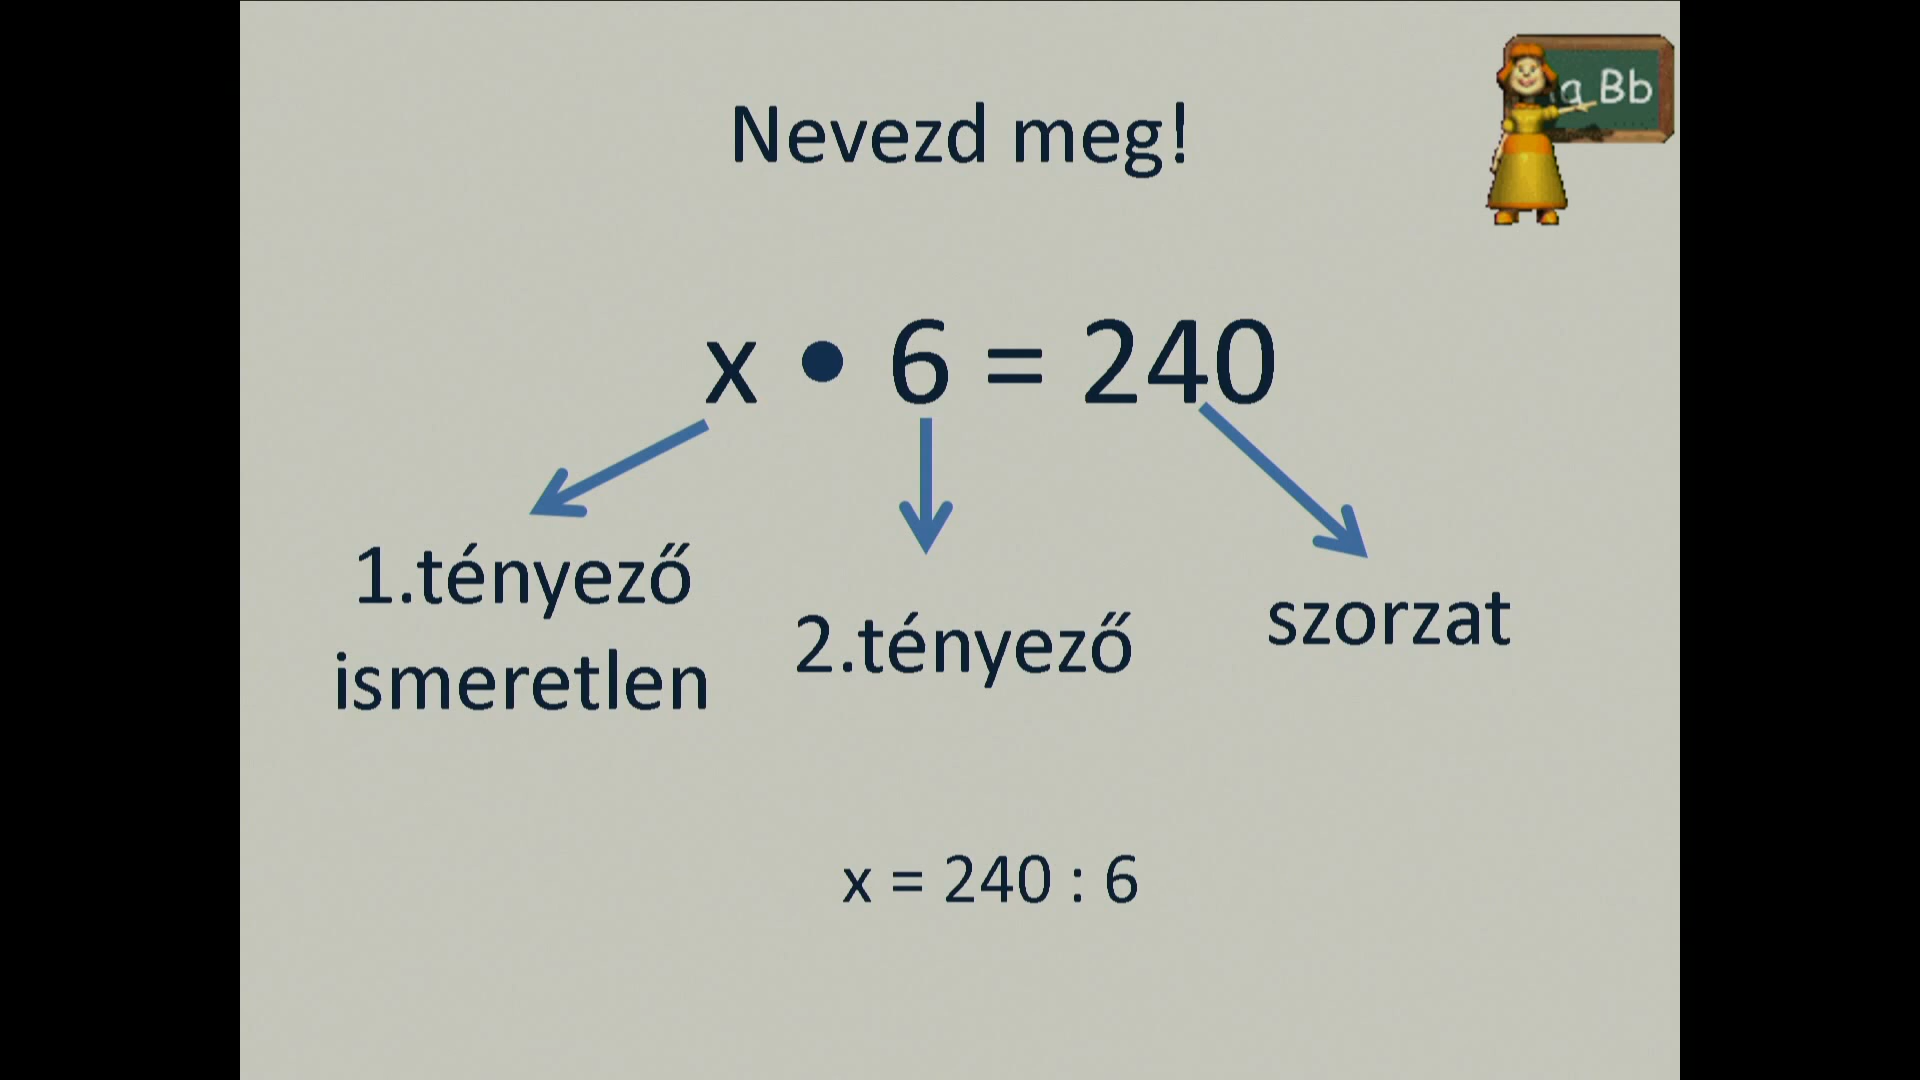 Nevezd meg!
a Bb
x • 6 = 240
1.tényező
ismeretlen
2.tényező
szorzat
x = 240 : 6